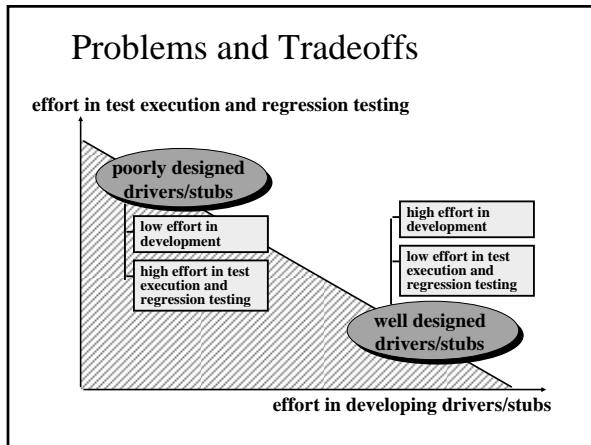 Problems and Tradeoffs
effort in test execution and regression testing
poorly designed
drivers/stubs
low effort in
development
high effort in test
execution and
regression testing
high effort in
development
low effort in test
execution and
regression testing
well designed
drivers/stubs
effort in developing drivers/stubs